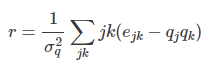 r = \frac{1}{\sigma_q^2} \sum_{jk} jk(e_{jk} - q_j q_k)